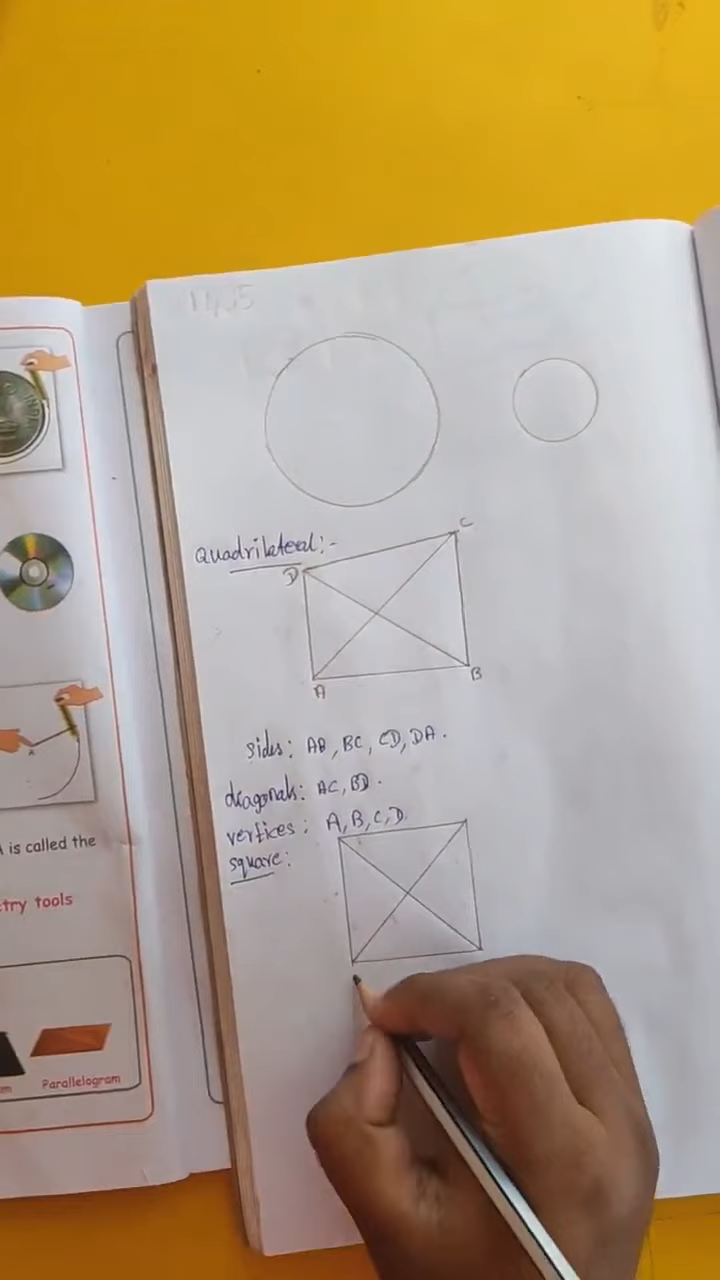 Quadrilateral:-
D
C
A
B
sides: AB, BC, CD, DA.
diagonals: AC, BD.
vertices: A, B, C, D.
square:
A is called the
try tools
Parallelogram